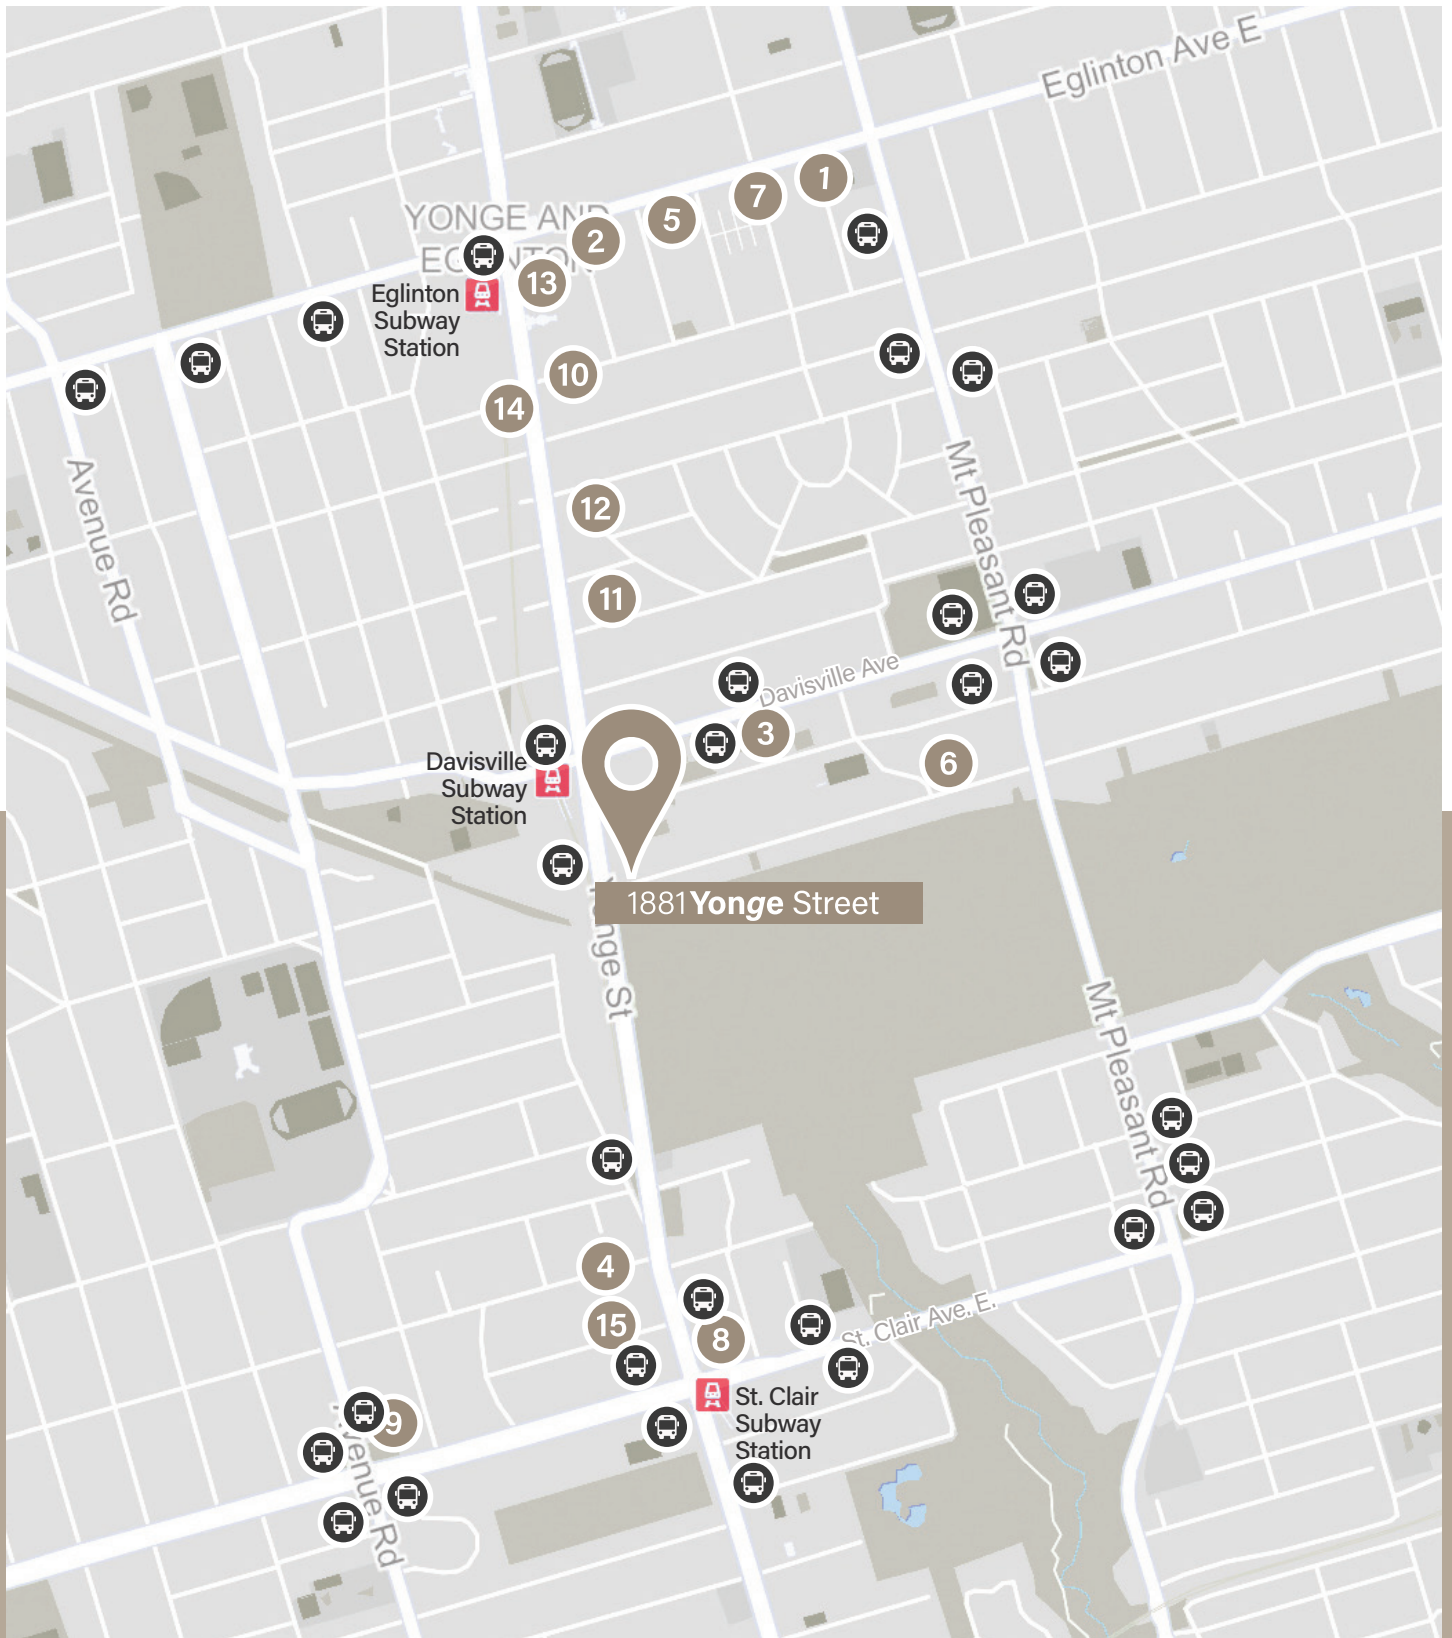 Eglinton Ave E
1
7
5
YONGE AND
2
EGLINTON
13
Eglinton
Subway
Station
10
14
Avenue Rd
Mt Pleasant Rd
12
11
Davisville Ave
3
6
Davisville
Subway
Station
1881 Yonge Street
Yonge St
Mt Pleasant Rd
4
15
8
St. Clair Ave. E.
St. Clair
Subway
Station
9
Avenue Rd